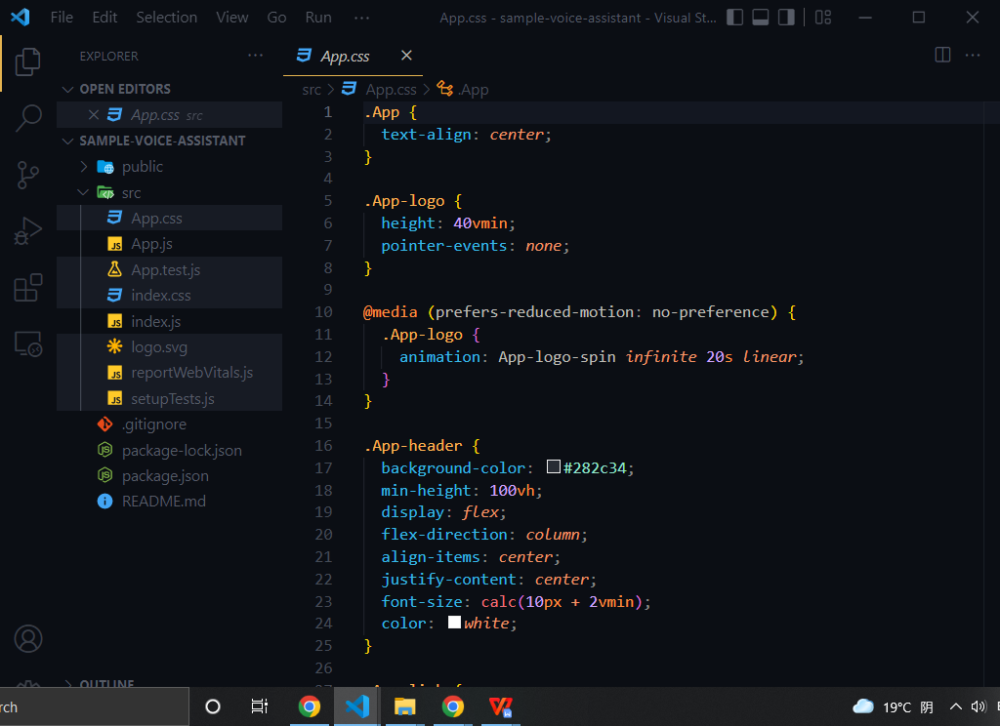 File Edit Selection View Go Run ··· App.css - sample-voice-assistant - Visual St...
EXPLORER ···
OPEN EDITORS
App.css src
SAMPLE-VOICE-ASSISTANT
public
src
App.css
JS App.js
App.test.js
index.css
JS index.js
logo.svg
JS reportWebVitals.js
JS setupTests.js
.gitignore
package-lock.json
package.json
README.md
OUTLINE
App.css
src > App.css > .App
1 .App {
2 text-align: center;
3 }
4
5 .App-logo {
6 height: 40vmin;
7 pointer-events: none;
8 }
9
10 @media (prefers-reduced-motion: no-preference) {
11 .App-logo {
12 animation: App-logo-spin infinite 20s linear;
13 }
14 }
15
16 .App-header {
17 background-color: #282c34;
18 min-height: 100vh;
19 display: flex;
20 flex-direction: column;
21 align-items: center;
22 justify-content: center;
23 font-size: calc(10px + 2vmin);
24 color: white;
25 }
26
rch
19°C 阴